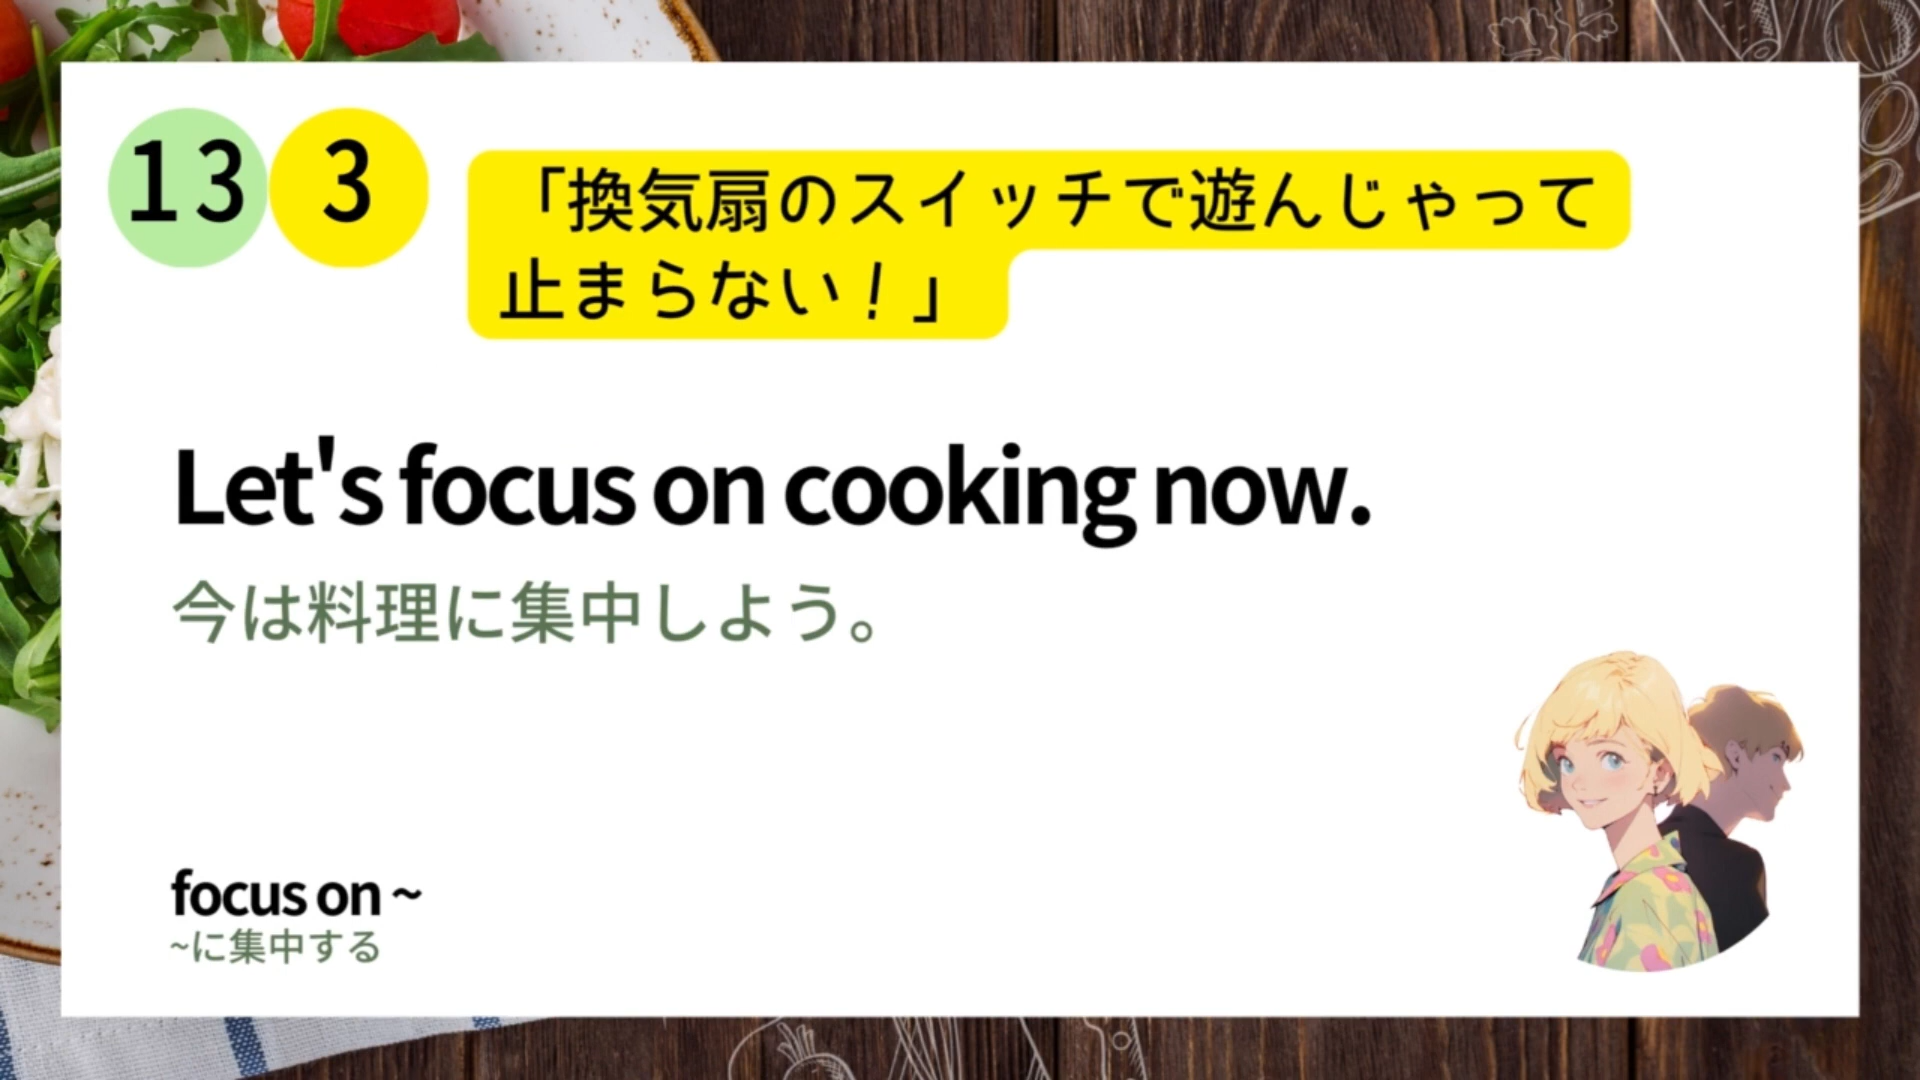 13 3
「換気扇のスイッチで遊んじゃって
止まらない！」
Let's focus on cooking now.
今は料理に集中しよう。
focus on ~
~に集中する